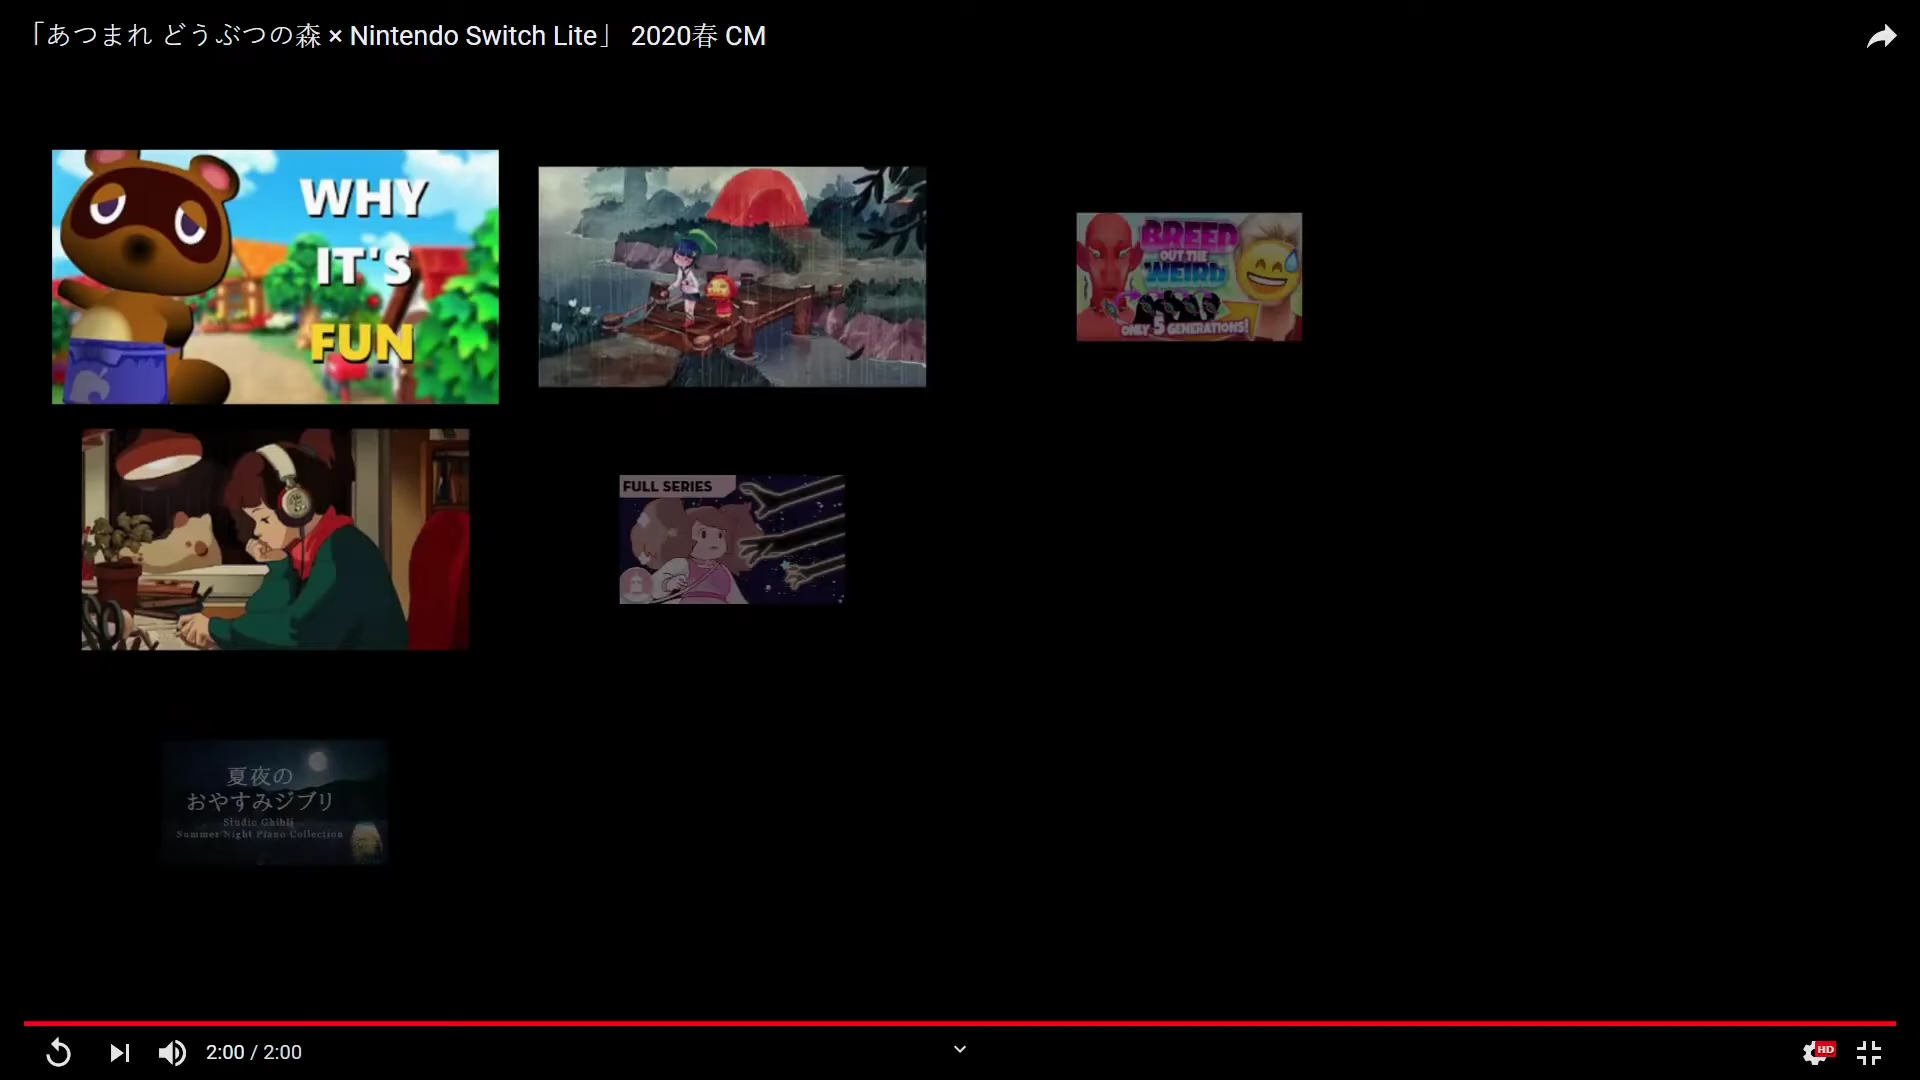 「あつまれ どうぶつの森 × Nintendo Switch Lite」 2020春 CM
WHY
IT'S
FUN
BREED
OUT THE
WEIRD
ONLY 5 GENERATIONS!
FULL SERIES
夏夜の
おやすみジブリ
Studio Ghibli
Summer Night Piano Collection
2:00 / 2:00
HD